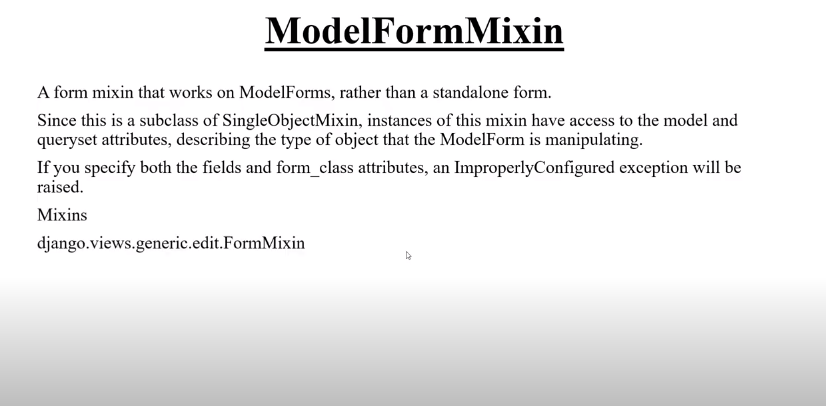 ModelFormMixin
A form mixin that works on ModelForms, rather than a standalone form.
Since this is a subclass of SingleObjectMixin, instances of this mixin have access to the model and
queryset attributes, describing the type of object that the ModelForm is manipulating.
If you specify both the fields and form_class attributes, an ImproperlyConfigured exception will be
raised.
Mixins
django.views.generic.edit.FormMixin